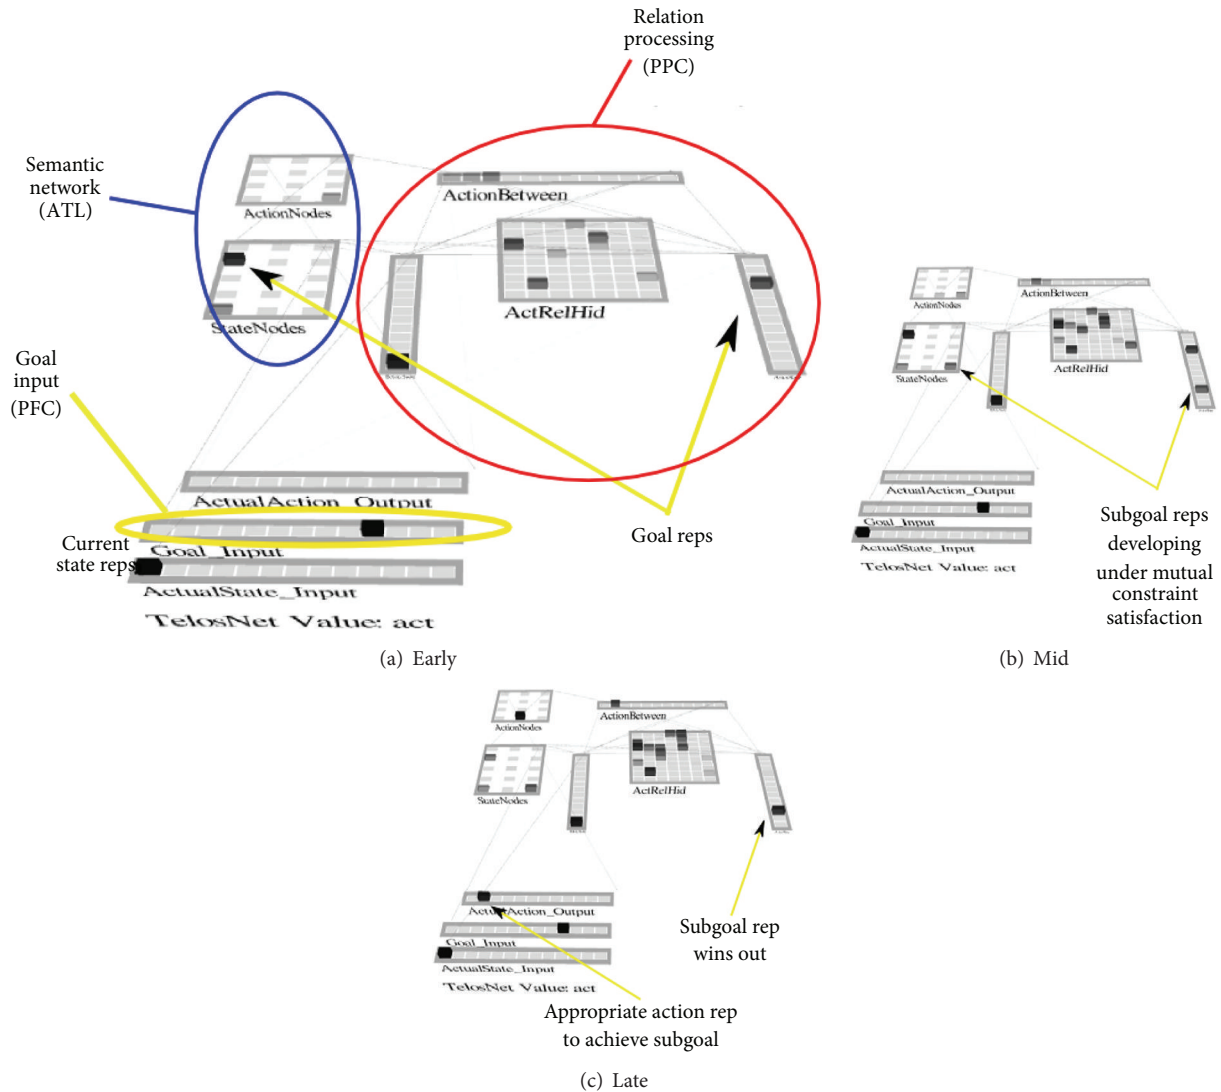 Relation
processing
(PPC)
Semantic
network
(ATL)
ActionNodes
ActionBetween
StateNodes
ActRelHid
Goal
input
(PFC)
ActualAction_Output
Goal reps
Current
state reps
Goal_Input
ActualState_Input
TelosNet Value: act
(a) Early
ActionNodes
ActionBetween
StateNodes
ActRelHid
ActualAction_Output
Goal_Input
ActualState_Input
TelosNet Value: act
Subgoal reps
developing
under mutual
constraint
satisfaction
(b) Mid
ActionNodes
ActionBetween
StateNodes
ActRelHid
ActualAction_Output
Goal_Input
ActualState_Input
TelosNet Value: act
Subgoal rep
wins out
Appropriate action rep
to achieve subgoal
(c) Late